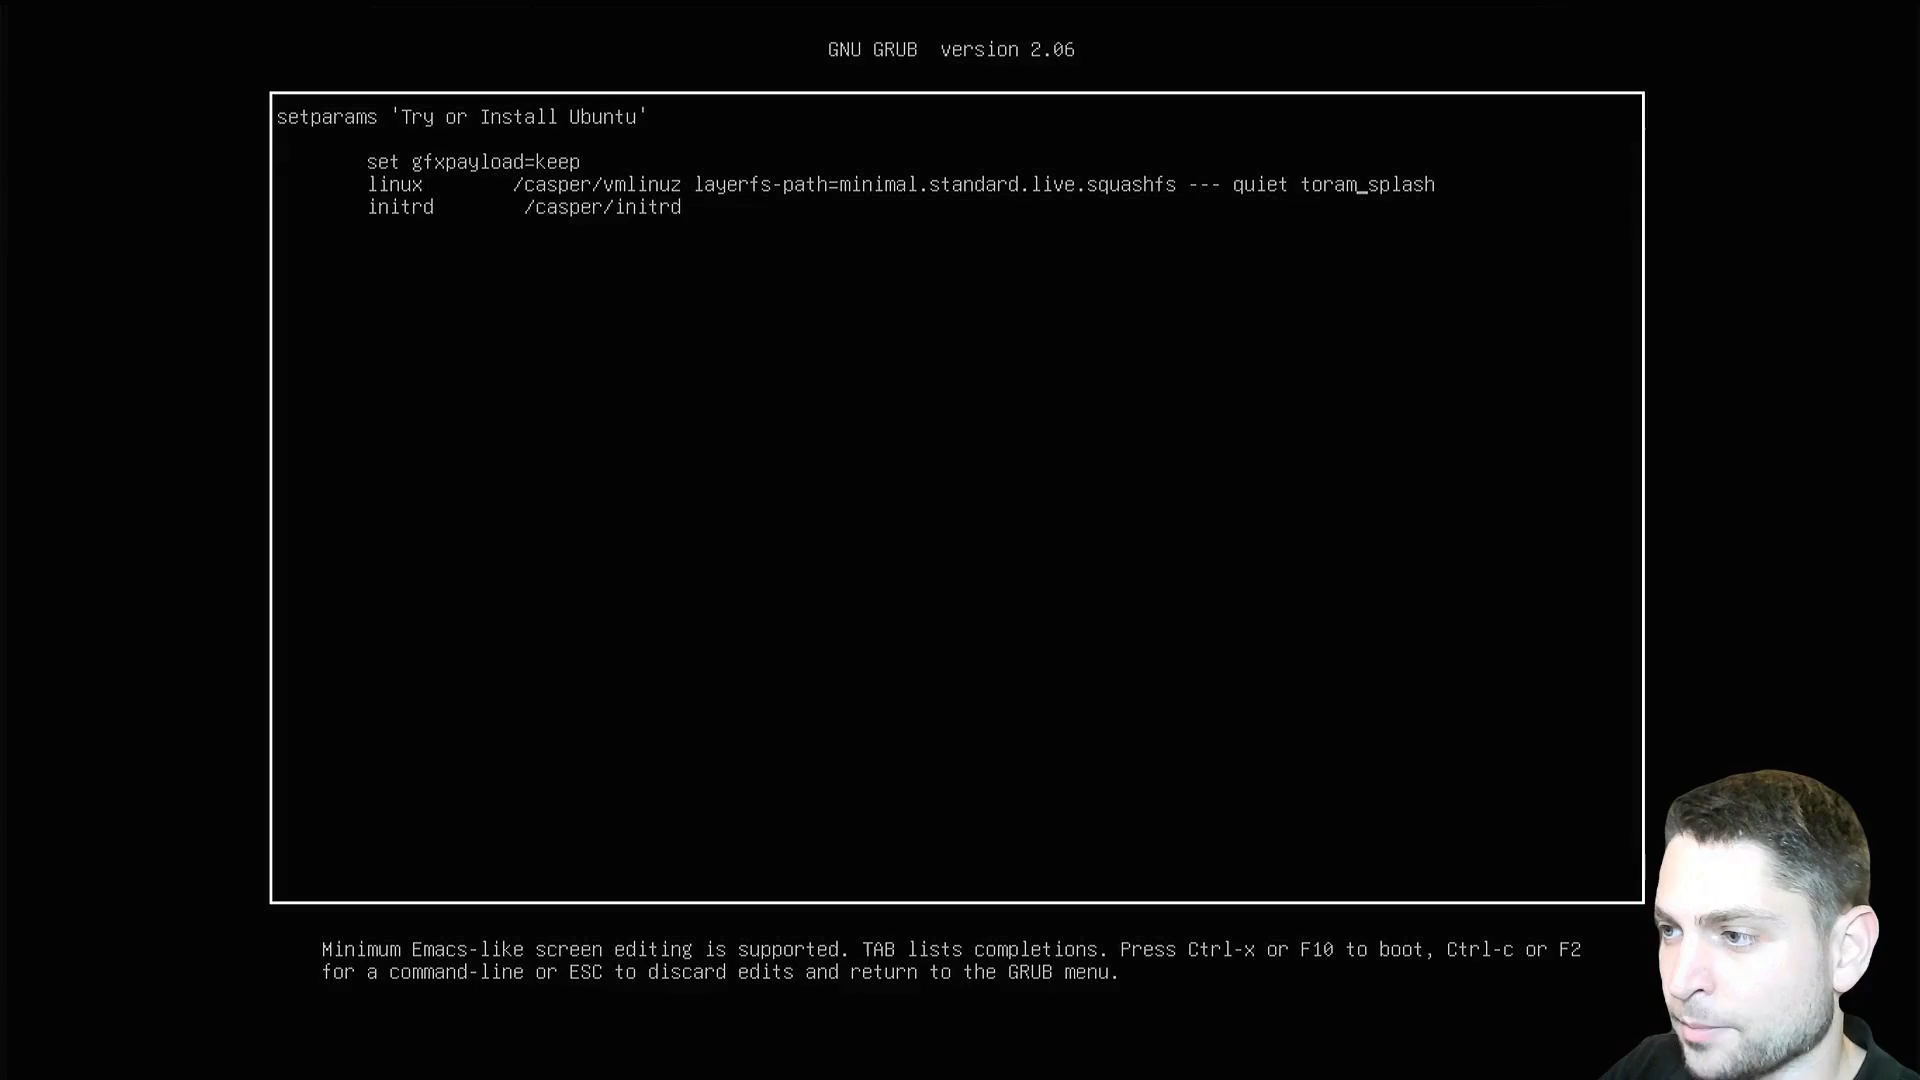 GNU GRUB  version 2.06
setparams 'Try or Install Ubuntu'
set gfxpayload=keep
linux        /casper/vmlinuz layerfs-path=minimal.standard.live.squashfs --- quiet toram_splash
initrd        /casper/initrd
Minimum Emacs-like screen editing is supported. TAB lists completions. Press Ctrl-x or F10 to boot, Ctrl-c or F2
for a command-line or ESC to discard edits and return to the GRUB menu.